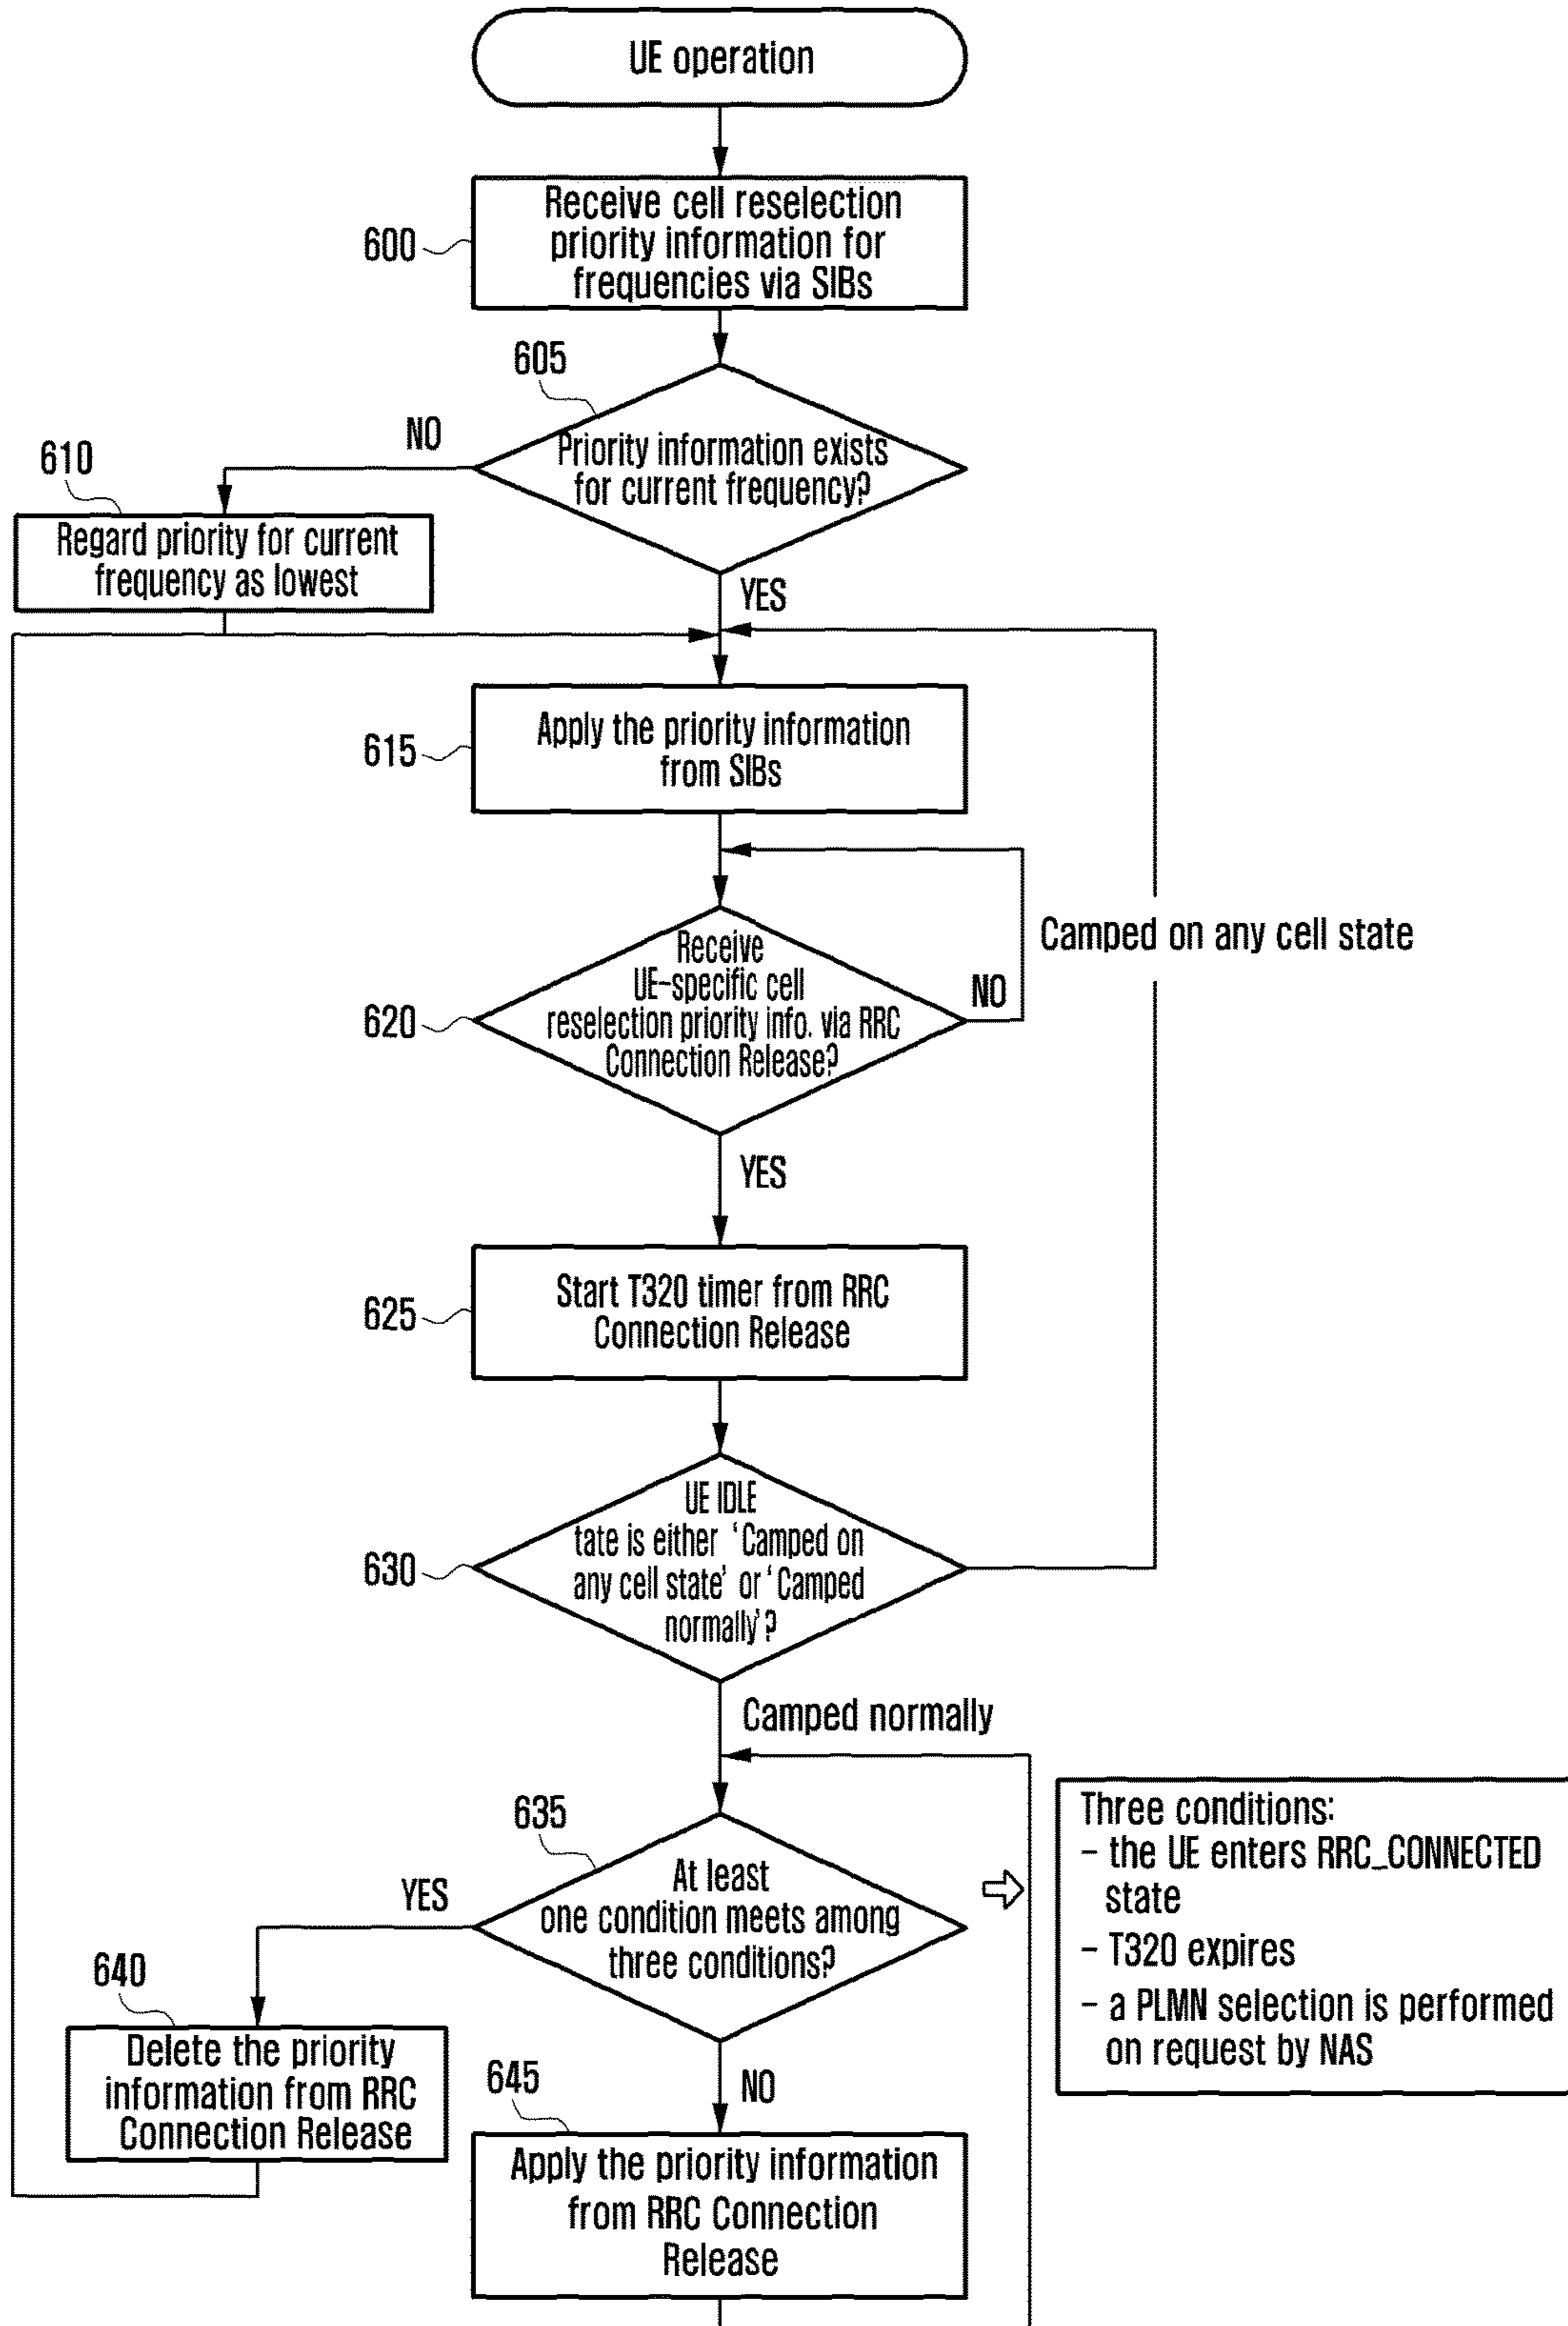 UE operation
Receive cell reselection
priority information for
frequencies via SIBs
600
605
Priority information exists
for current frequency?
NO
610
Regard priority for current
frequency as lowest
YES
Apply the priority information
from SIBs
615
Camped on any cell state
Receive
UE-specific cell
reselection priority info. via RRC
Connection Release?
NO
620
YES
Start T320 timer from RRC
Connection Release
625
UE IDLE
tate is either 'Camped on
any cell state' or 'Camped
normally'?
630
Camped normally
635
At least
one condition meets among
three conditions?
YES
Three conditions:
- the UE enters RRC_CONNECTED
state
- T320 expires
- a PLMN selection is performed
on request by NAS
640
Delete the priority
information from RRC
Connection Release
NO
645
Apply the priority information
from RRC Connection
Release